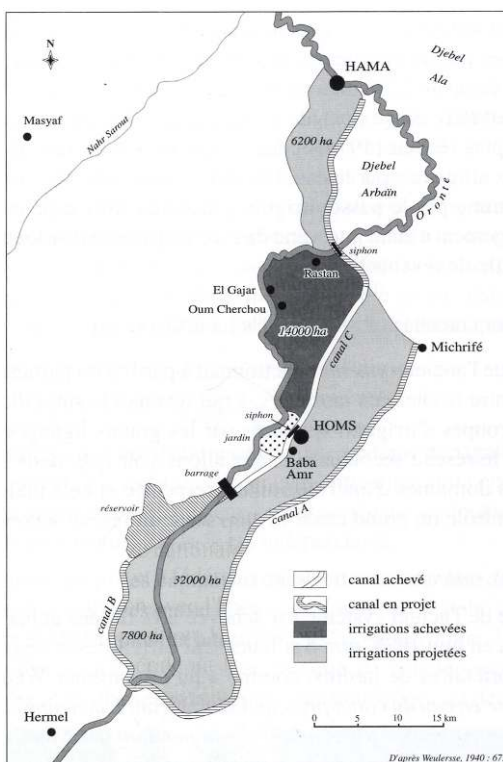 N
HAMA
Djebel
Ala
Masyaf
Nahr Sarout
6200 ha
Djebel
Arbaïn
Oronte
siphon
Rastan
El Gajar
Oum Cherchou
14000 ha
canal C
Michrifé
siphon
jardin
HOMS
Baba
Amr
barrage
réservoir
canal A
canal B
32000 ha
7800 ha
Hermel
canal achevé
canal en projet
irrigations achevées
irrigations projetées
0 5 10 15 km
D'après Weulersse, 1940 : 67